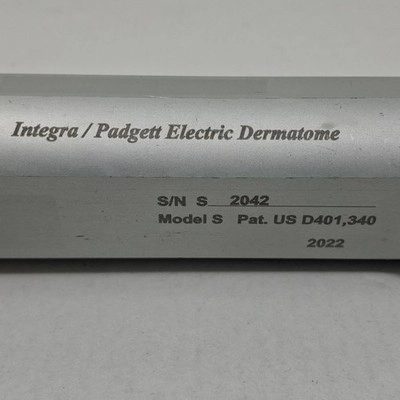 Integra / Padgett Electric Dermatome
S/N S 2042
Model S Pat. US D401,340
2022